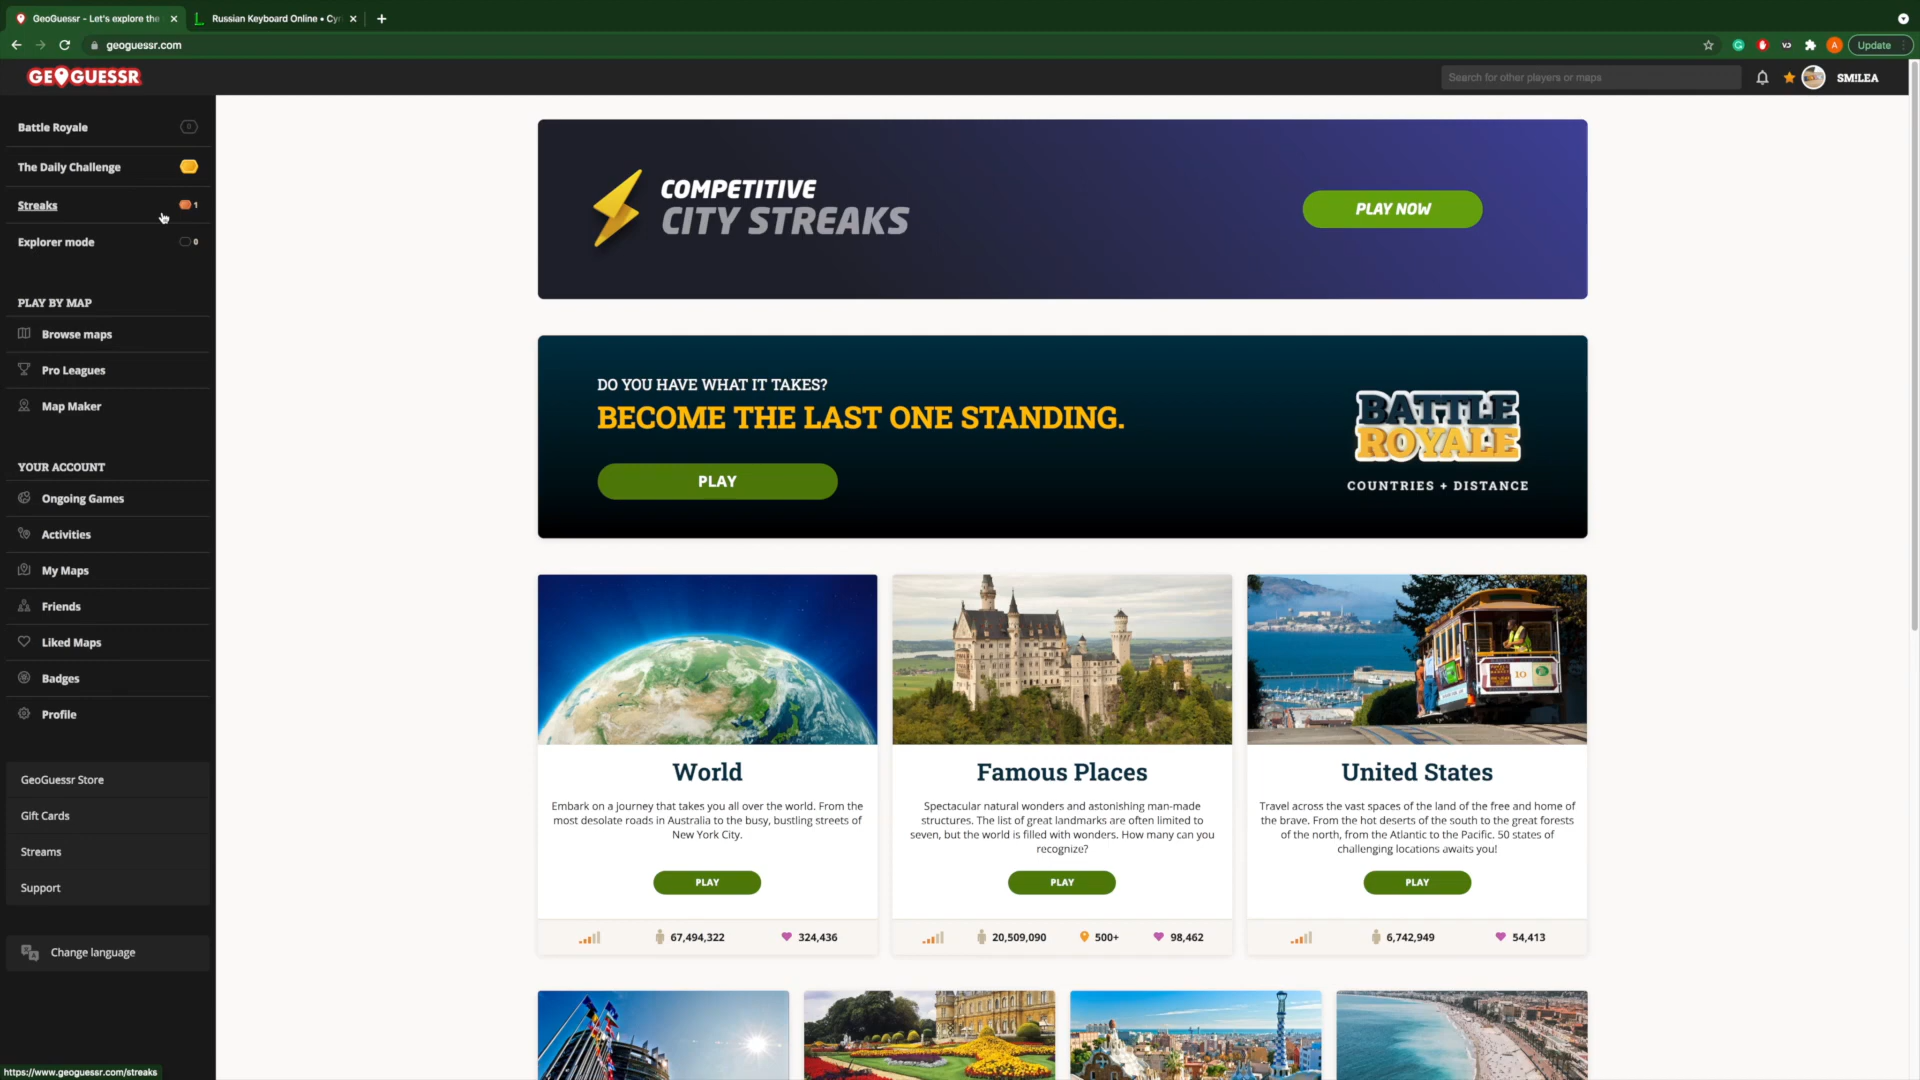 GeoGuessr - Let's explore the
Russian Keyboard Online • Cy
geoguessr.com
Update
GEOGUESSR
Search for other players or maps
SM!LEA
Battle Royale
0
The Daily Challenge
Streaks
1
Explorer mode
0
PLAY BY MAP
Browse maps
Pro Leagues
Map Maker
YOUR ACCOUNT
Ongoing Games
Activities
My Maps
Friends
Liked Maps
Badges
Profile
GeoGuessr Store
Gift Cards
Streams
Support
Change language
https://www.geoguessr.com/streaks
COMPETITIVE
CITY STREAKS
PLAY NOW
DO YOU HAVE WHAT IT TAKES?
BECOME THE LAST ONE STANDING.
PLAY
BATTLE
ROYALE
COUNTRIES + DISTANCE
World
Embark on a journey that takes you all over the world. From the
most desolate roads in Australia to the busy, bustling streets of
New York City.
PLAY
67,494,322
324,436
Famous Places
Spectacular natural wonders and astonishing man-made
structures. The list of great landmarks are often limited to
seven, but the world is filled with wonders. How many can you
recognize?
PLAY
20,509,090
500+
98,462
10
United States
Travel across the vast spaces of the land of the free and home of
the brave. From the hot deserts of the south to the great forests
of the north, from the Atlantic to the Pacific. 50 states of
challenging locations awaits you!
PLAY
6,742,949
54,413